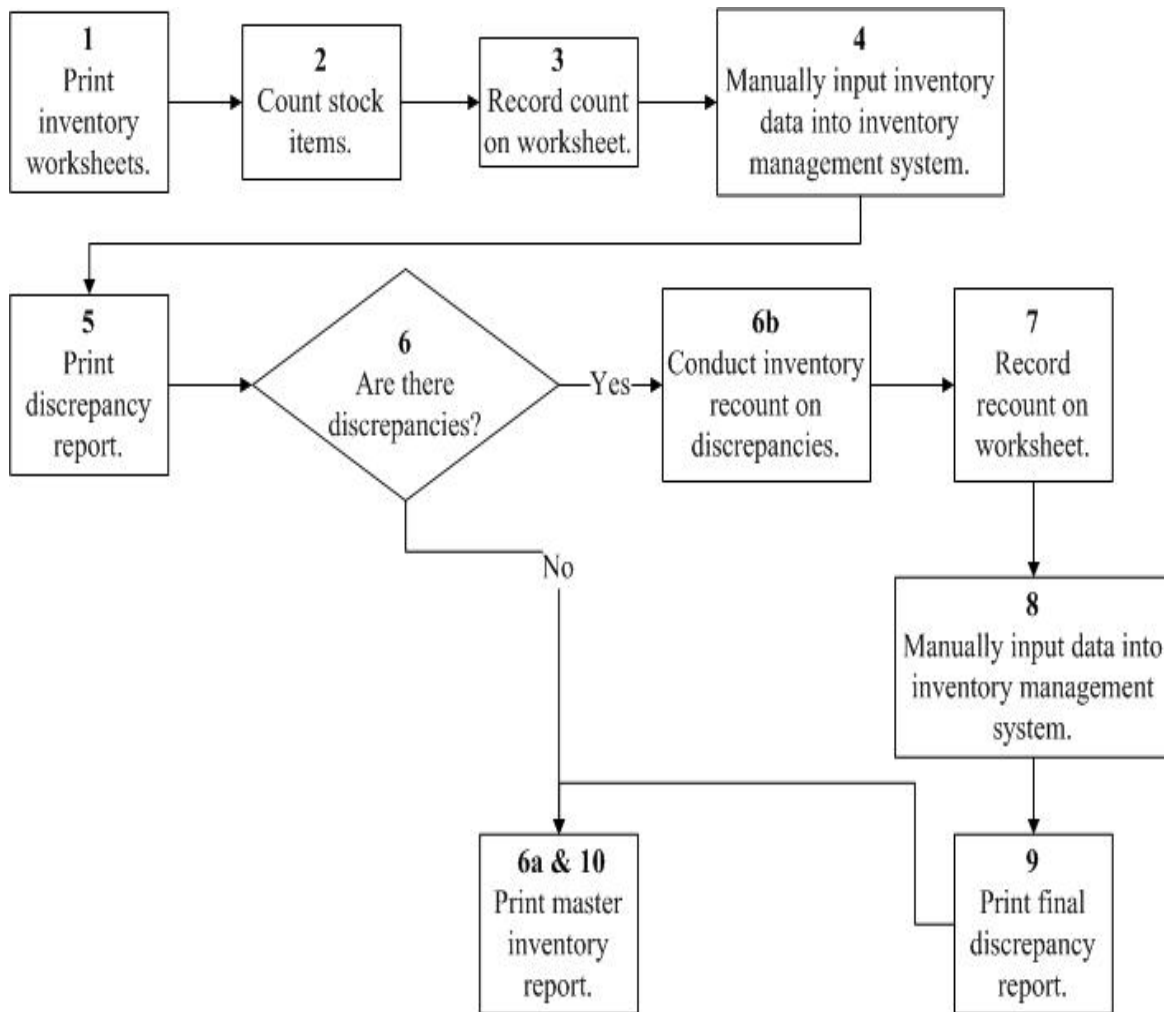 1
Print
inventory
worksheets.
2
Count stock
items.
3
Record count
on worksheet.
4
Manually input inventory
data into inventory
management system.
5
Print
discrepancy
report.
6
Are there
discrepancies?
Yes
6b
Conduct inventory
recount on
discrepancies.
7
Record
recount on
worksheet.
No
8
Manually input data into
inventory management
system.
6a & 10
Print master
inventory
report.
9
Print final
discrepancy
report.